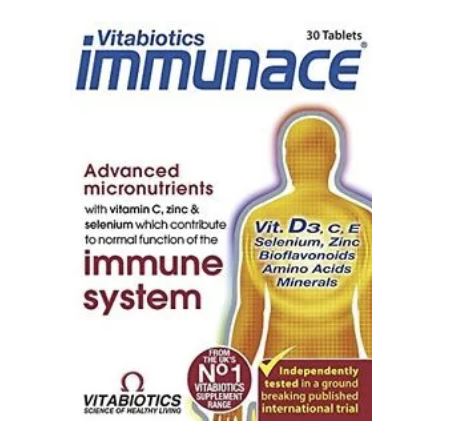 Vitabiotics
30 Tablets
ımmunace®
Advanced
micronutrients
with vitamin C, zinc &
selenium which contribute
to normal function of the
immune
system
Vit. D3, C, E
Selenium, Zinc
Bioflavonoids
Amino Acids
Minerals
VITABIOTICS
SCIENCE OF HEALTHY LIVING
FROM
THE UK'S
Nº1
VITABIOTICS
SUPPLEMENT
RANGE
Independently
tested in a ground
breaking published
international trial